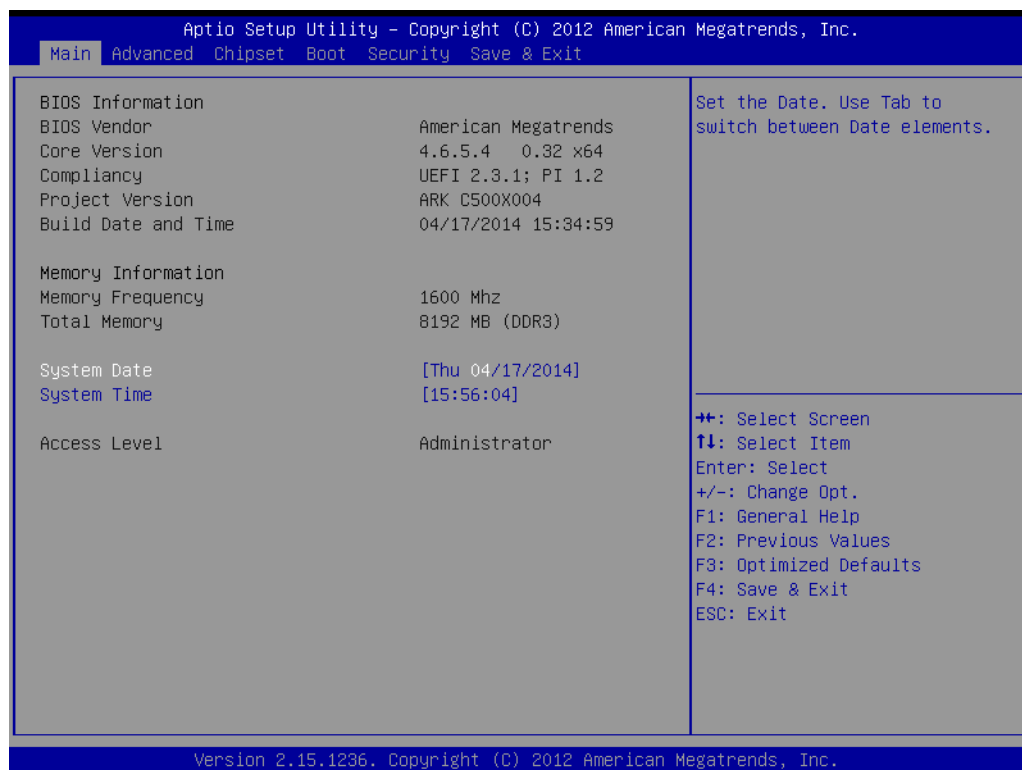 Aptio Setup Utility – Copyright (C) 2012 American Megatrends, Inc.
Main Advanced Chipset Boot Security Save & Exit
BIOS Information
BIOS Vendor American Megatrends
Core Version 4.6.5.4 0.32 x64
Compliancy UEFI 2.3.1; PI 1.2
Project Version ARK C500X004
Build Date and Time 04/17/2014 15:34:59
Memory Information
Memory Frequency 1600 Mhz
Total Memory 8192 MB (DDR3)
System Date [Thu 04/17/2014]
System Time [15:56:04]
Access Level Administrator
Set the Date. Use Tab to
switch between Date elements.
→←: Select Screen
↑↓: Select Item
Enter: Select
+/-: Change Opt.
F1: General Help
F2: Previous Values
F3: Optimized Defaults
F4: Save & Exit
ESC: Exit
Version 2.15.1236. Copyright (C) 2012 American Megatrends, Inc.